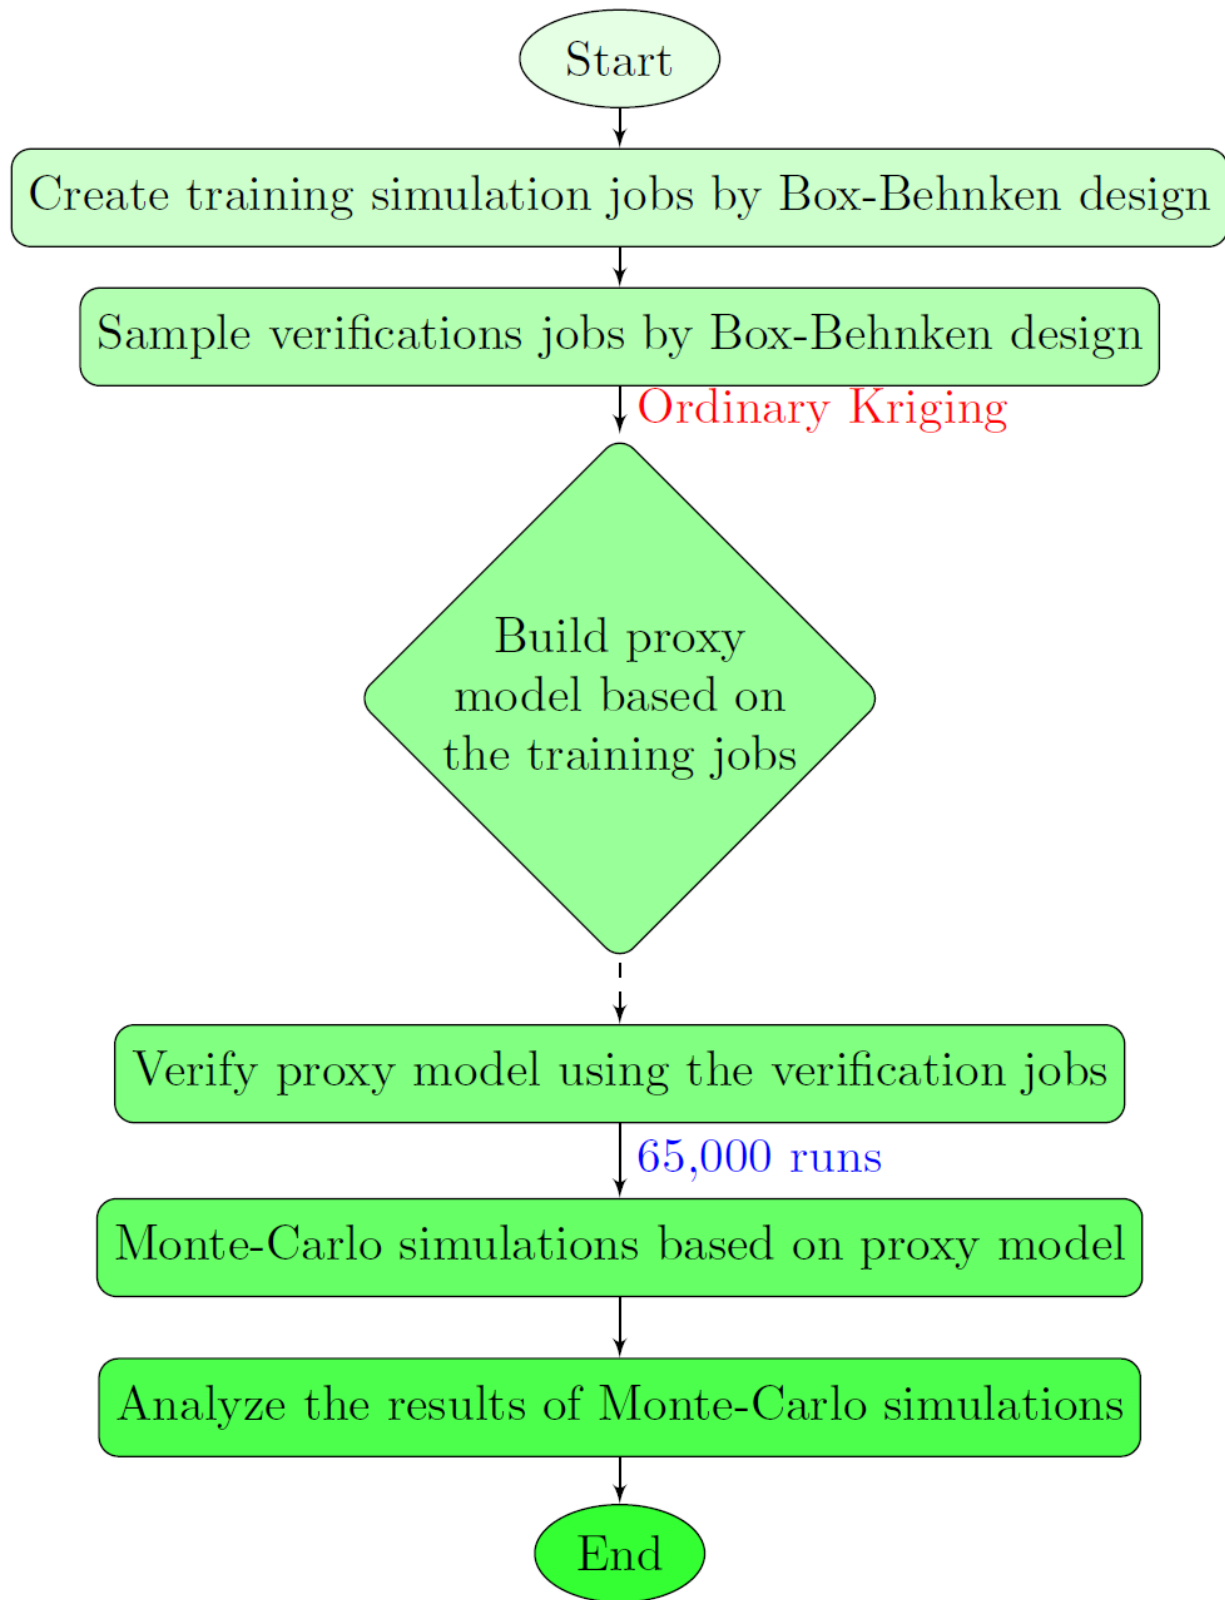 Start
Create training simulation jobs by Box-Behnken design
Sample verifications jobs by Box-Behnken design
Ordinary Kriging
Build proxy
model based on
the training jobs
Verify proxy model using the verification jobs
65,000 runs
Monte-Carlo simulations based on proxy model
Analyze the results of Monte-Carlo simulations
End